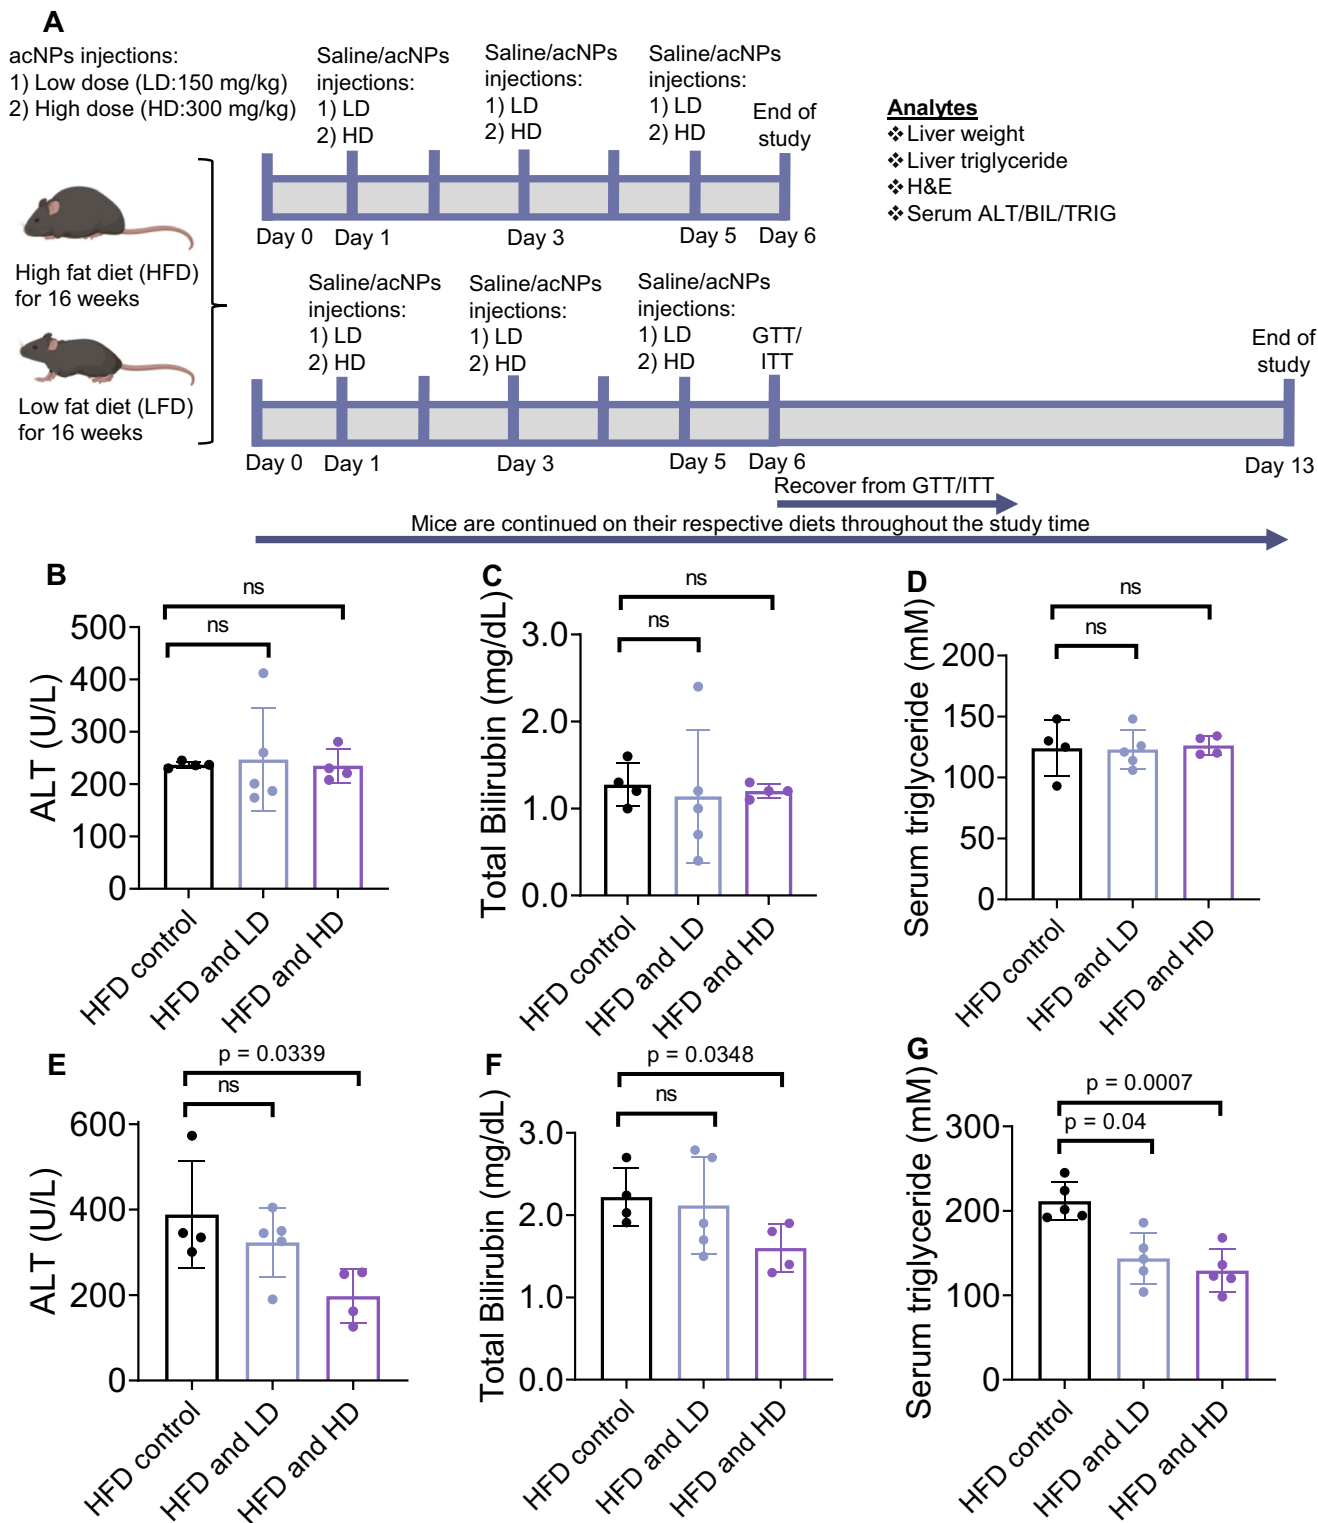 A
acNPs injections:
1) Low dose (LD:150 mg/kg)
2) High dose (HD:300 mg/kg)
Saline/acNPs
injections:
1) LD
2) HD
Saline/acNPs
injections:
1) LD
2) HD
Saline/acNPs
injections:
1) LD
2) HD
End of
study
Analytes
❖Liver weight
❖Liver triglyceride
❖H&E
❖Serum ALT/BIL/TRIG
Day 0
Day 1
Day 3
Day 5
Day 6
High fat diet (HFD)
for 16 weeks
Low fat diet (LFD)
for 16 weeks
Saline/acNPs
injections:
1) LD
2) HD
Saline/acNPs
injections:
1) LD
2) HD
Saline/acNPs
injections:
1) LD
2) HD
GTT/
ITT
End of
study
Day 0
Day 1
Day 3
Day 5
Day 6
Day 13
Recover from GTT/ITT
Mice are continued on their respective diets throughout the study time
B
ns
ns
ALT (U/L)
500
400
300
200
100
0
HFD control
HFD and LD
HFD and HD
C
ns
ns
Total Bilirubin (mg/dL)
3.0
2.0
1.0
0.0
HFD control
HFD and LD
HFD and HD
D
ns
ns
Serum triglyceride (mM)
200
150
100
50
0
HFD control
HFD and LD
HFD and HD
E
p = 0.0339
ns
ALT (U/L)
600
400
200
0
HFD control
HFD and LD
HFD and HD
F
p = 0.0348
ns
Total Bilirubin (mg/dL)
3.0
2.0
1.0
0.0
HFD control
HFD and LD
HFD and HD
G
p = 0.0007
p = 0.04
Serum triglyceride (mM)
300
200
100
0
HFD control
HFD and LD
HFD and HD